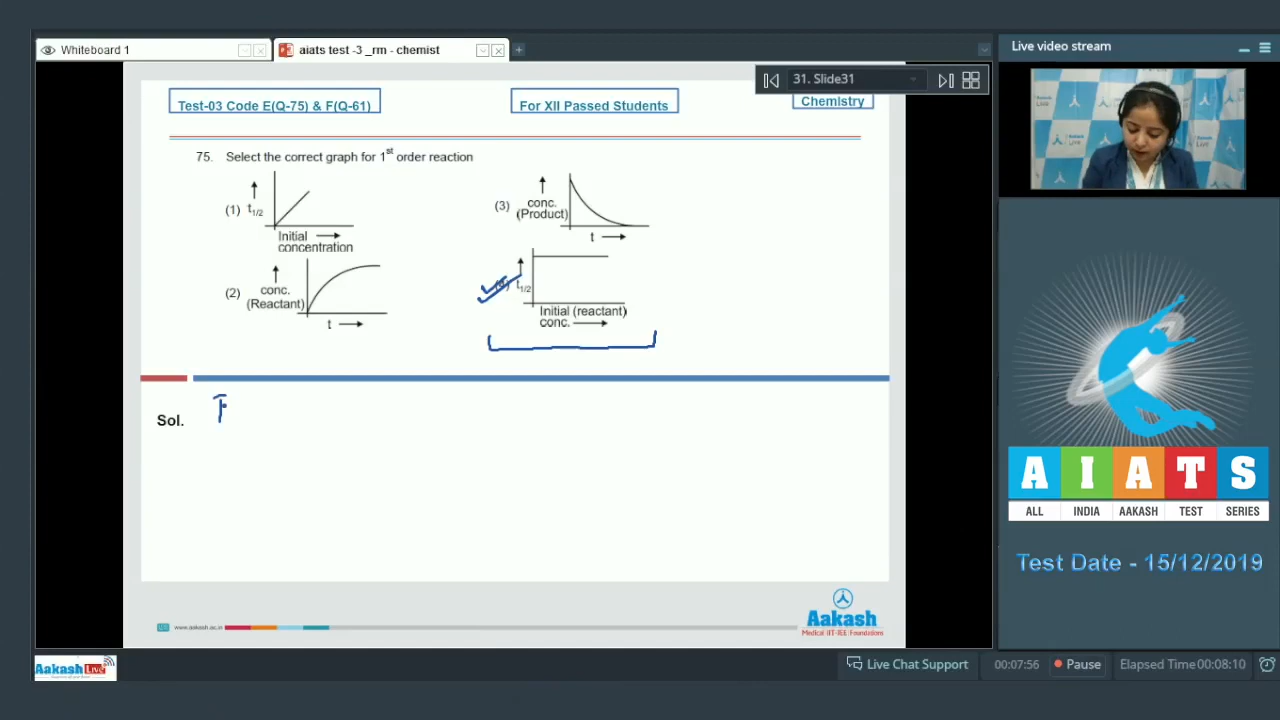 Whiteboard 1
aiats test -3 _rm - chemist
Live video stream
31. Slide31
Test-03 Code E(Q-75) & F(Q-61)
For XII Passed Students
Chemistry
75. Select the correct graph for 1st order reaction
(1) t1/2
Initial
concentration
(2) conc.
(Reactant)
t
(3) conc.
(Product)
t
t1/2
Initial (reactant)
conc.
Sol. F
www.aakash.ac.in
Aakash
Medical IIT-JEE Foundations
A I A T S
ALL INDIA AAKASH TEST SERIES
Test Date - 15/12/2019
Aakash Live
Live Chat Support
00:07:56
Pause
Elapsed Time 00:08:10